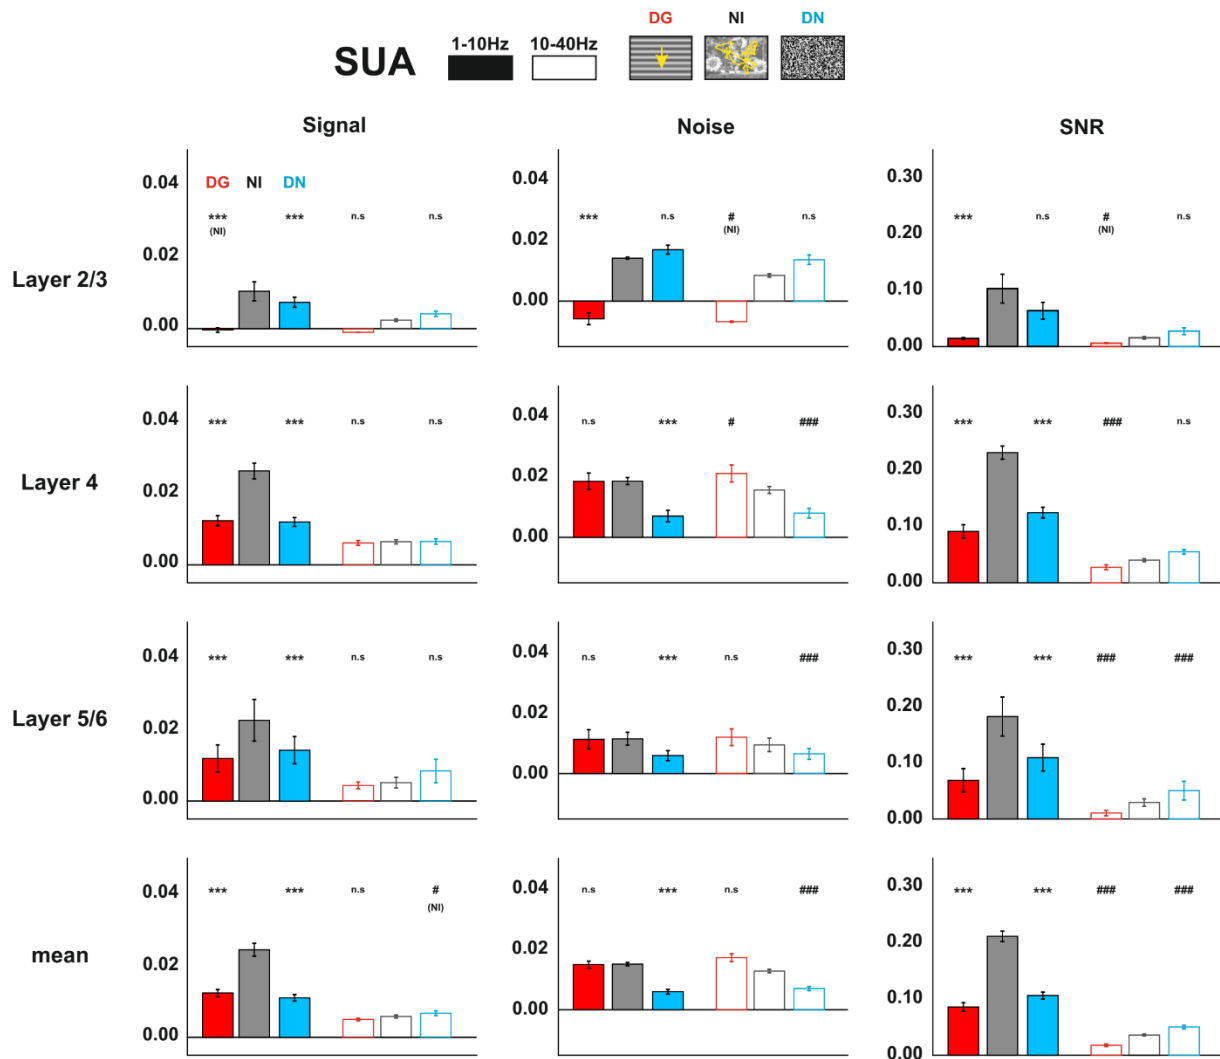 SUA 1-10Hz 10-40Hz DG NI DN
Signal Noise SNR
Layer 2/3
0.04
0.02
0.00
DG NI DN
*** *** n.s n.s
(NI)
0.04
0.02
0.00
*** n.s # n.s
(NI)
0.30
0.20
0.10
0.00
*** n.s # n.s
(NI)
Layer 4
0.04
0.02
0.00
*** *** n.s n.s
0.04
0.02
0.00
n.s *** # ###
0.30
0.20
0.10
0.00
*** *** ### n.s
Layer 5/6
0.04
0.02
0.00
*** *** n.s n.s
0.04
0.02
0.00
n.s *** n.s ###
0.30
0.20
0.10
0.00
*** *** ### ###
mean
0.04
0.02
0.00
*** *** n.s #
(NI)
0.04
0.02
0.00
n.s *** n.s ###
0.30
0.20
0.10
0.00
*** *** ### ###